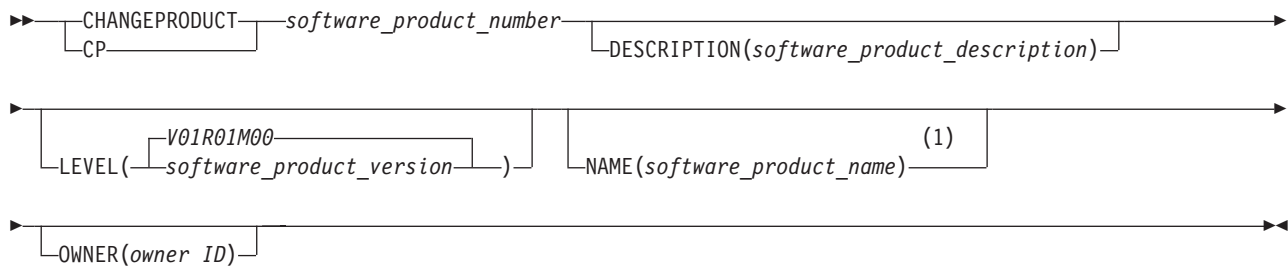 CHANGEPRODUCT software_product_number
CP DESCRIPTION(software_product_description)
V01R01M00 (1)
LEVEL( software_product_version ) NAME(software_product_name)
OWNER(owner ID)